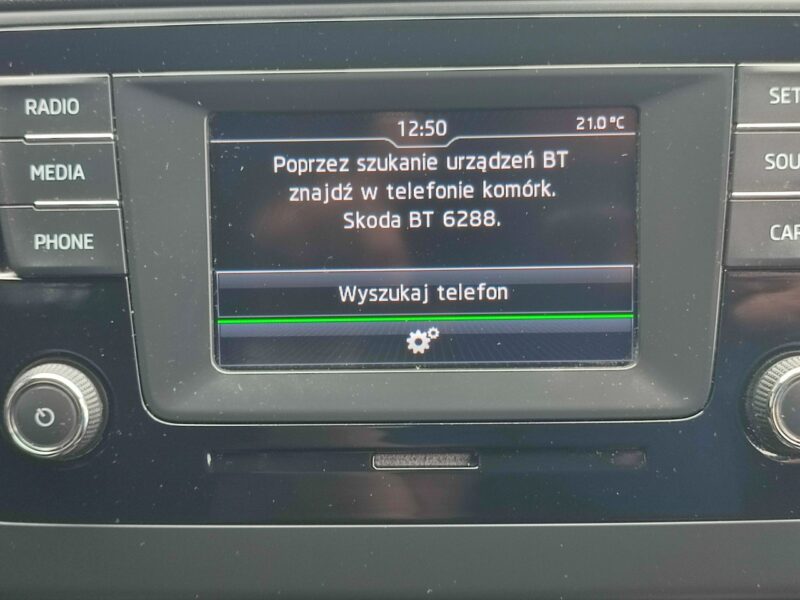 RADIO
MEDIA
PHONE
12:50
21.0°C
Poprzez szukanie urządzeń BT
znajdź w telefonie komórk.
Skoda BT 6288.
Wyszukaj telefon
SET
SOU
CAR